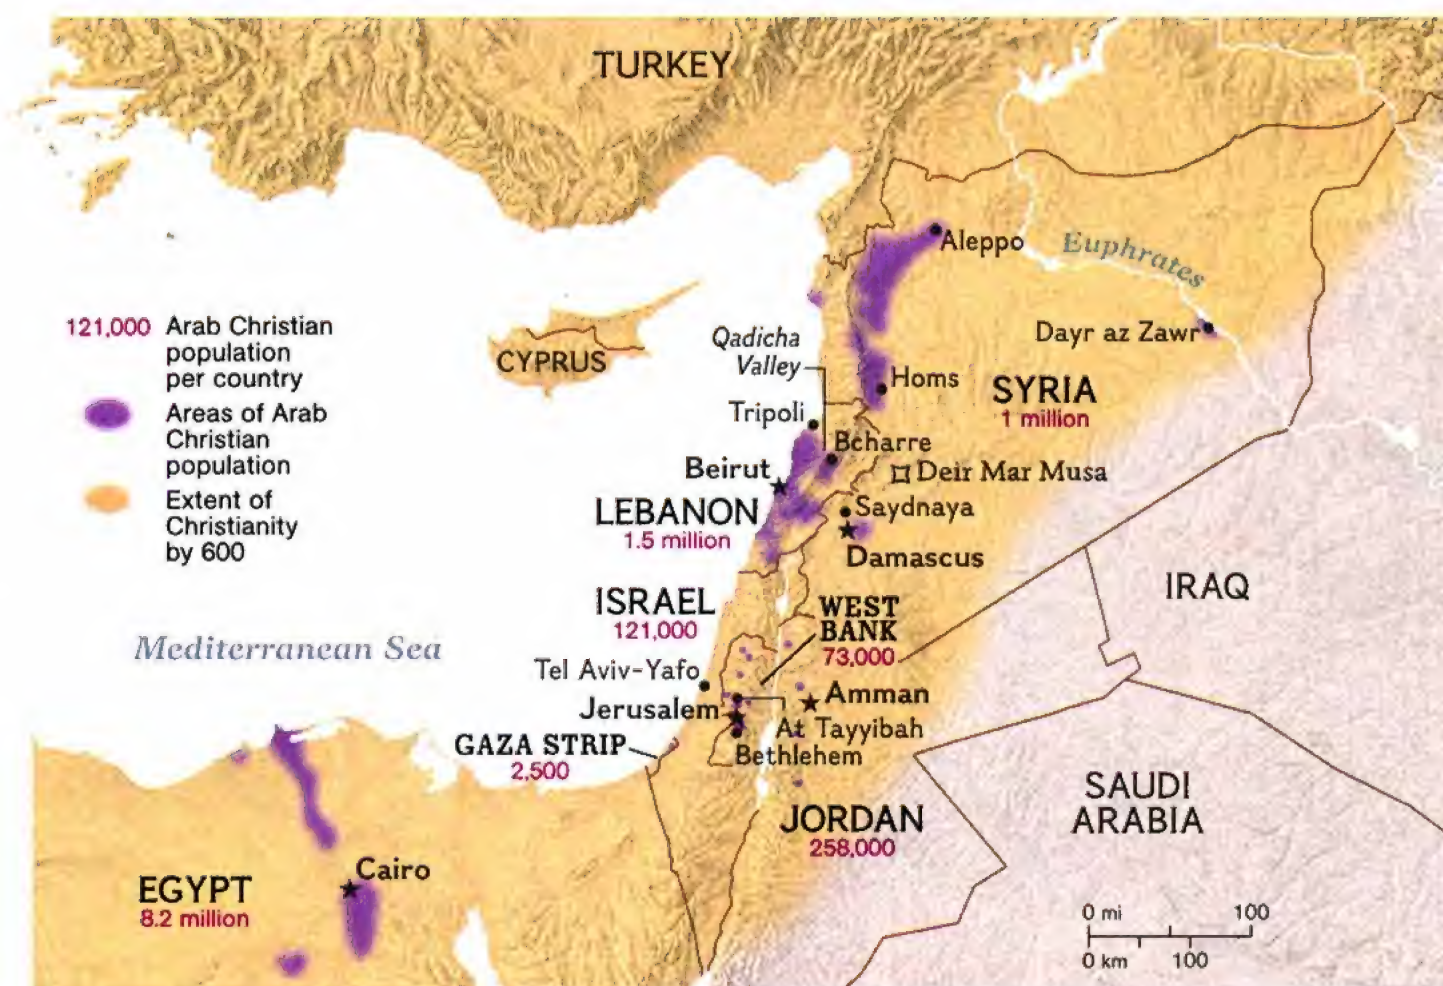 TURKEY
Aleppo
Euphrates
121,000 Arab Christian
population
per country
Areas of Arab
Christian
population
Extent of
Christianity
by 600
CYPRUS
Qadicha
Valley
Dayr az Zawr
Homs
SYRIA
1 million
Tripoli
Bcharre
Beirut
Deir Mar Musa
LEBANON
1.5 million
Saydnaya
Damascus
IRAQ
ISRAEL
121,000
WEST
BANK
73,000
Mediterranean Sea
Tel Aviv-Yafo
Amman
Jerusalem
At Tayyibah
GAZA STRIP
2,500
Bethlehem
SAUDI
ARABIA
JORDAN
258,000
Cairo
EGYPT
8.2 million
0 mi 100
0 km 100